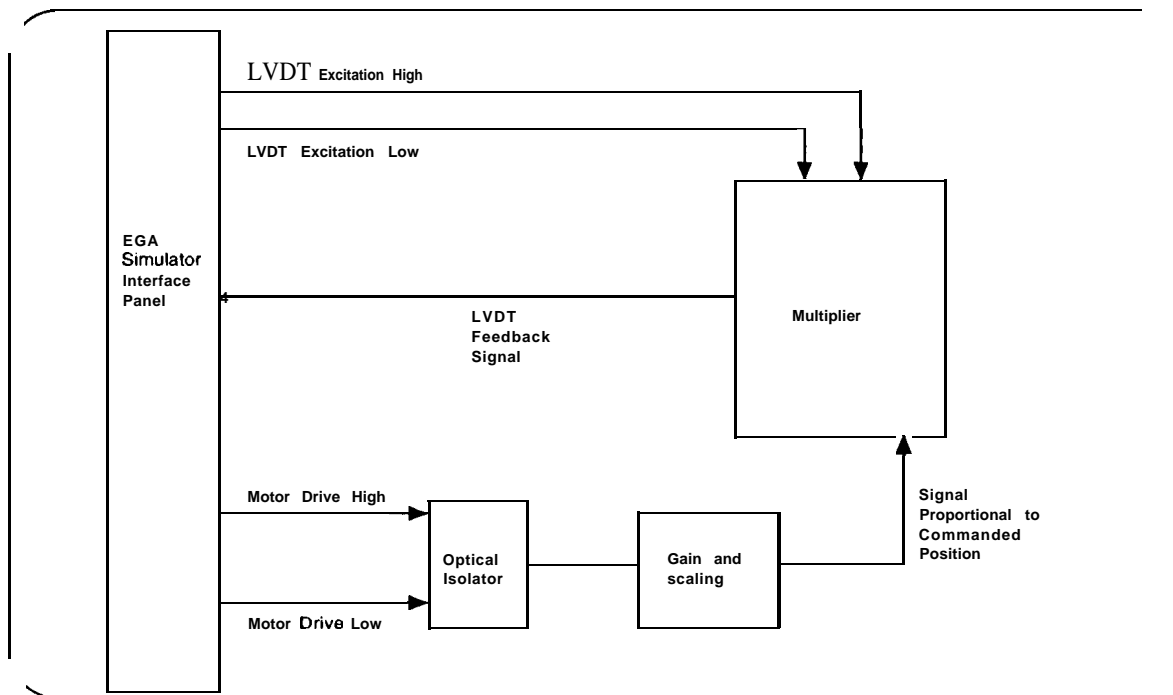 LVDT Excitation High
LVDT Excitation Low
EGA
Simulator
Interface
Panel
LVDT
Feedback
Signal
Multiplier
Motor Drive High
Motor Drive Low
Optical
Isolator
Gain and
scaling
Signal
Proportional to
Commanded
Position